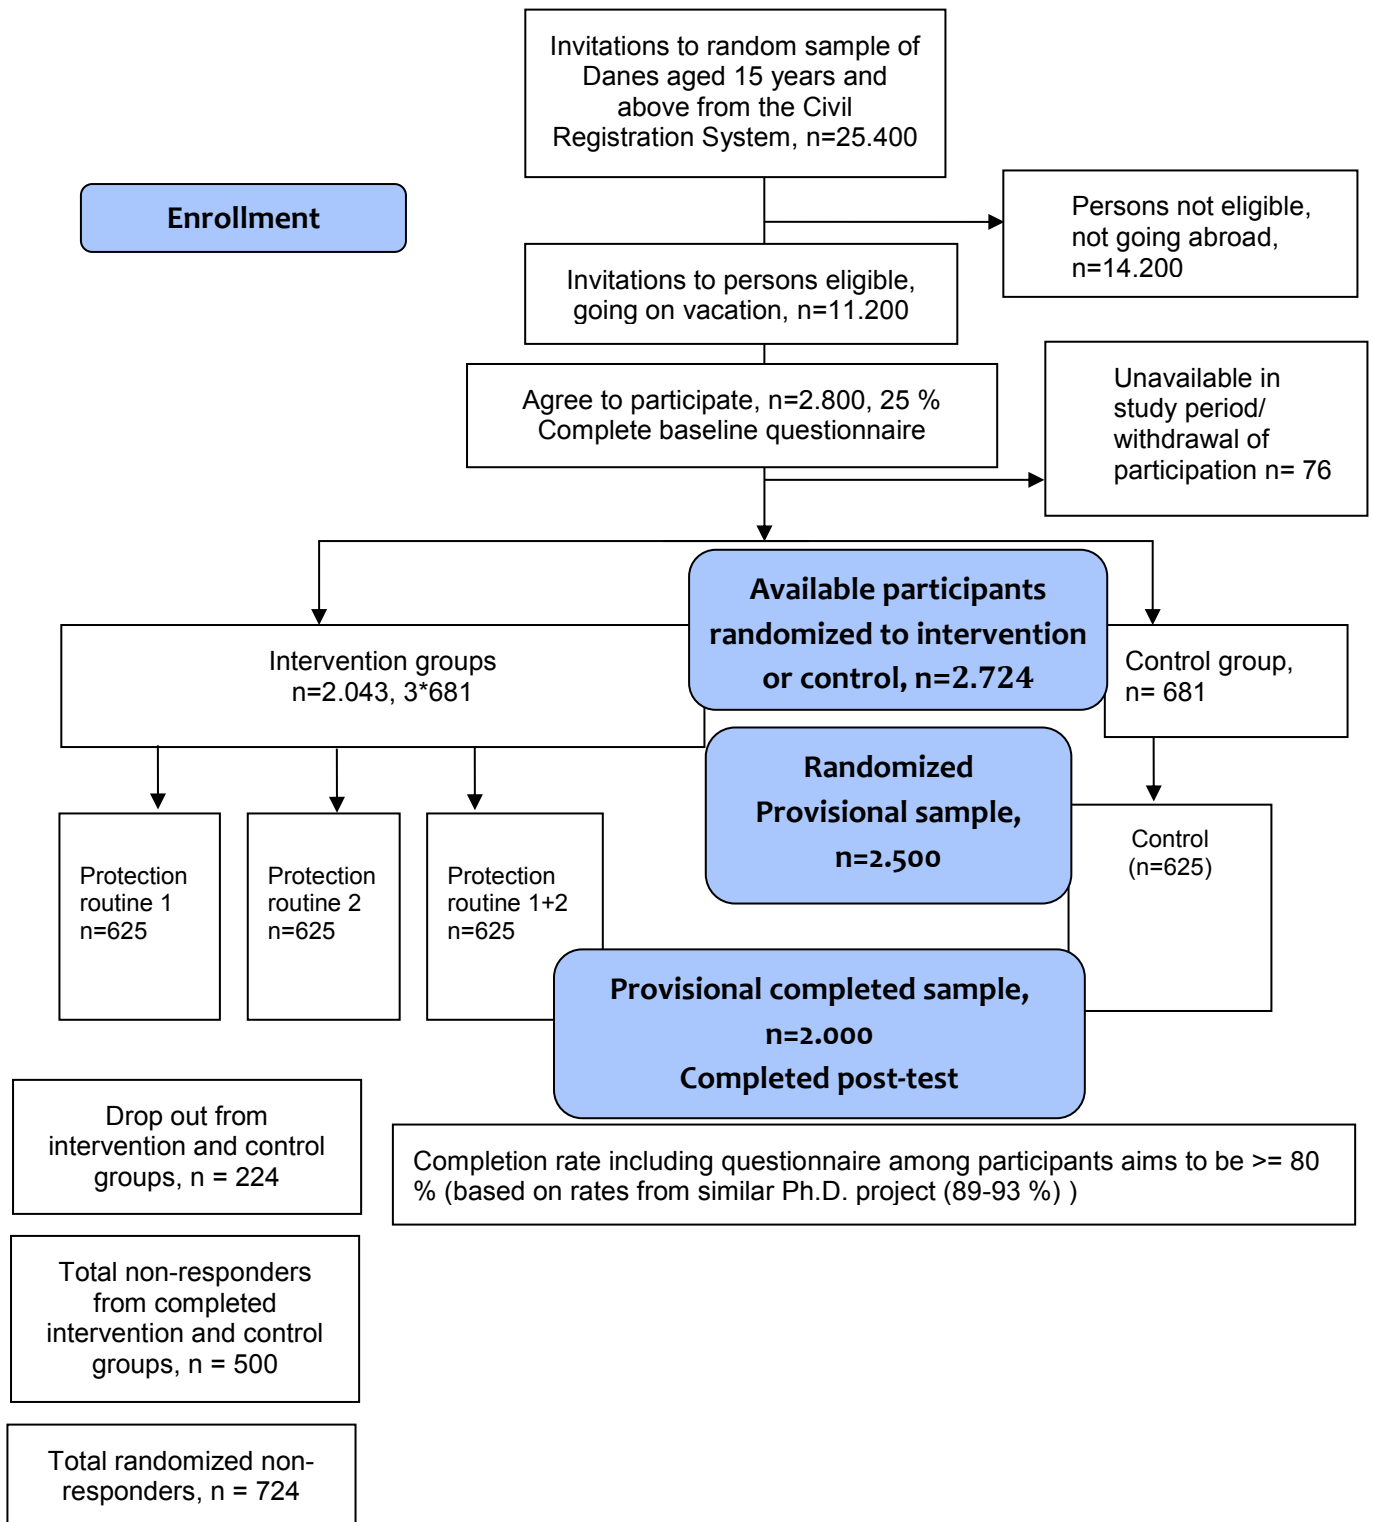 Invitations to random sample of
Danes aged 15 years and
above from the Civil
Registration System, n=25.400
Enrollment
Persons not eligible,
not going abroad,
n=14.200
Invitations to persons eligible,
going on vacation, n=11.200
Agree to participate, n=2.800, 25 %
Complete baseline questionnaire
Unavailable in
study period/
withdrawal of
participation n= 76
Available participants
randomized to intervention
or control, n=2.724
Intervention groups
n=2.043, 3*681
Control group,
n= 681
Randomized
Provisional sample,
n=2.500
Protection
routine 1
n=625
Protection
routine 2
n=625
Protection
routine 1+2
n=625
Control
(n=625)
Provisional completed sample,
n=2.000
Completed post-test
Drop out from
intervention and control
groups, n = 224
Completion rate including questionnaire among participants aims to be >= 80
% (based on rates from similar Ph.D. project (89-93 %) )
Total non-responders
from completed
intervention and control
groups, n = 500
Total randomized non-
responders, n = 724